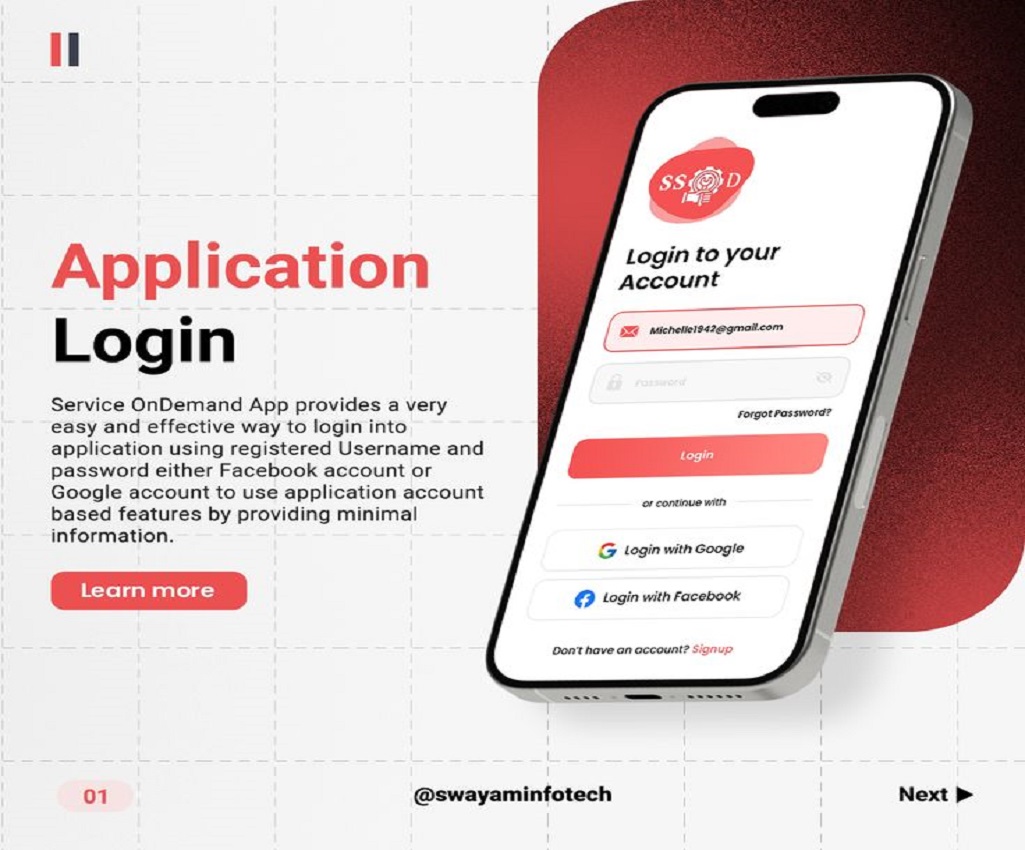 Application
Login
Service OnDemand App provides a very
easy and effective way to login into
application using registered Username and
password either Facebook account or
Google account to use application account
based features by providing minimal
information.
Learn more
SS D
Login to your
Account
Michelle1942@gmail.com
Password
Forgot Password?
Login
or continue with
Login with Google
Login with Facebook
Don't have an account? Signup
01
@swayaminfotech
Next